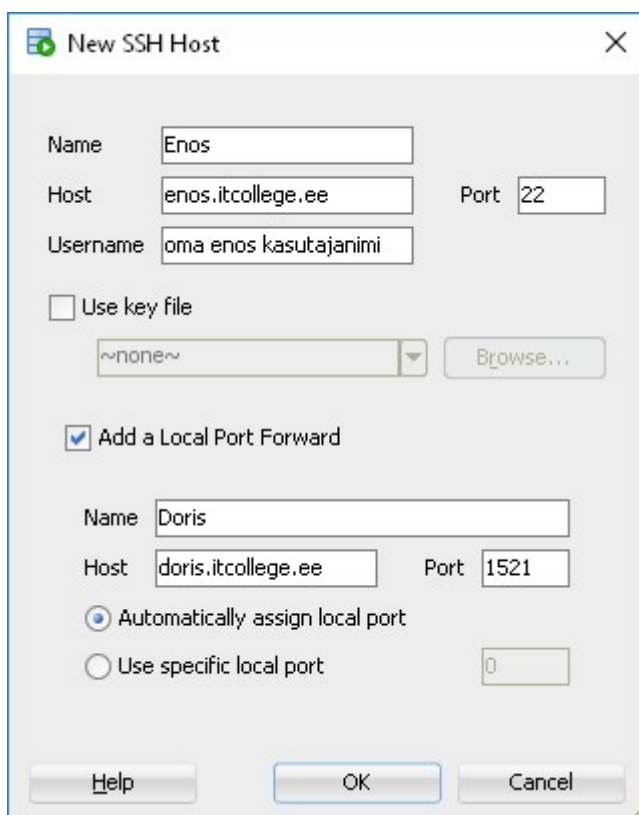 New SSH Host
Name Enos
Host enos.itcollege.ee Port 22
Username oma enos kasutajanimi
Use key file
~none~ Browse...
Add a Local Port Forward
Name Doris
Host doris.itcollege.ee Port 1521
Automatically assign local port
Use specific local port 0
Help OK Cancel